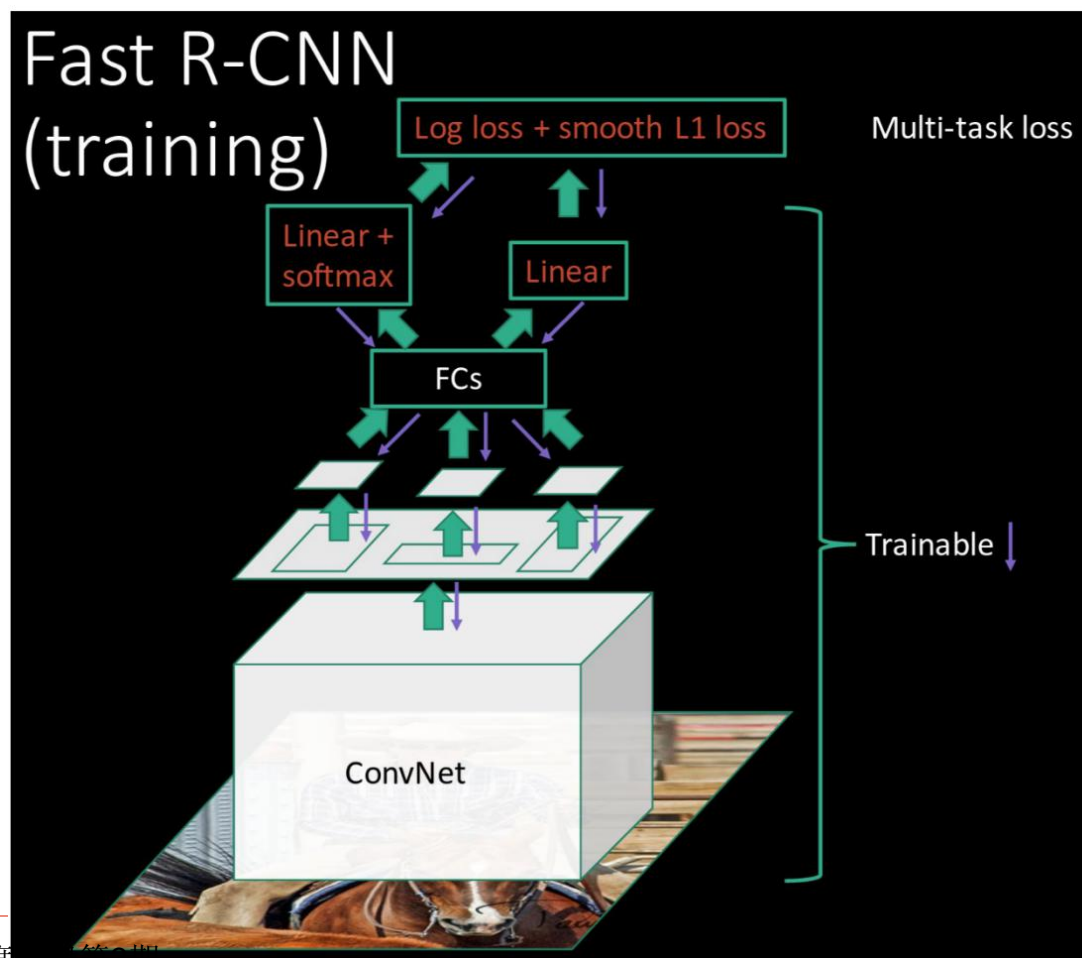 Fast R-CNN
(training)
Log loss + smooth L1 loss
Multi-task loss
Linear +
softmax
Linear
FCs
Trainable
ConvNet